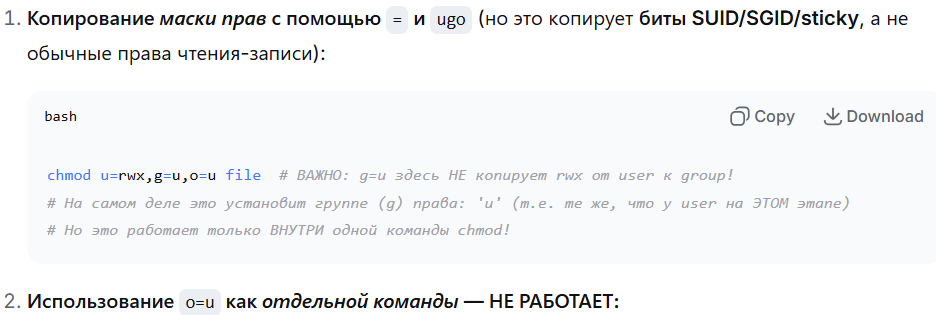 1. Копирование маски прав с помощью = и ugo (но это копирует биты SUID/SGID/sticky, а не
обычные права чтения-записи):
bash
Copy
Download
chmod u=rwx,g=u,o=u file # ВАЖНО: g=u здесь НЕ копирует rwx от user к group!
# На самом деле это установит группе (g) права: 'u' (т.е. те же, что у user на ЭТОМ этапе)
# Но это работает только ВНУТРИ одной команды chmod!
2. Использование o=u как отдельной команды — НЕ РАБОТАЕТ: